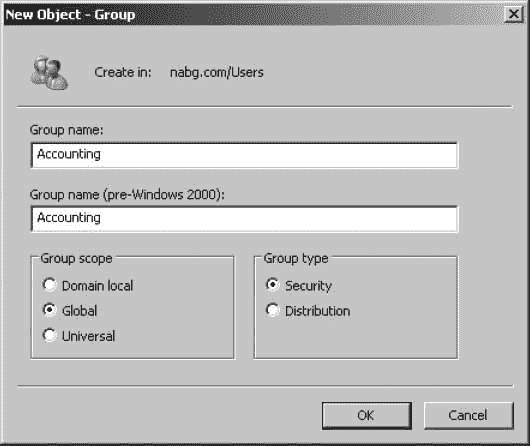 New Object - Group
Create in: nabg.com/Users
Group name:
Accounting
Group name (pre-Windows 2000):
Accounting
Group scope
Domain local
Global
Universal
Group type
Security
Distribution
OK
Cancel